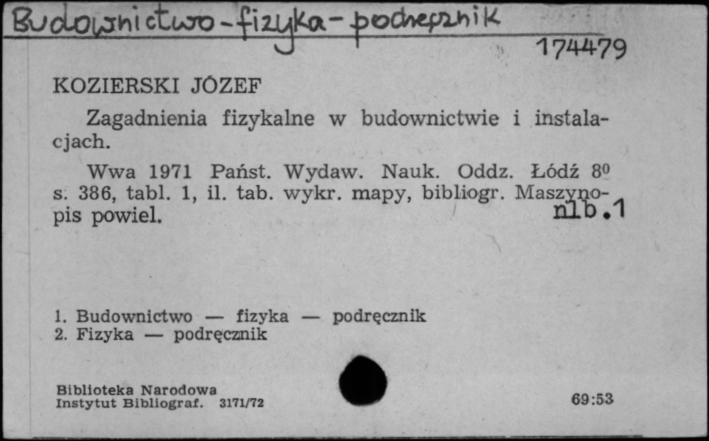 Budownictwo - fizyka - podręcznik
174479
KOZIERSKI JÓZEF
Zagadnienia fizykalne w budownictwie i instala-
cjach.
Wwa 1971 Państ. Wydaw. Nauk. Oddz. Łódź 8⁰
s. 386, tabl. 1, il. tab. wykr. mapy, bibliogr. Maszyno-
pis powiel.
nlb.1
1. Budownictwo — fizyka — podręcznik
2. Fizyka — podręcznik
Biblioteka Narodowa
Instytut Bibliograf. 3171/72
69:53